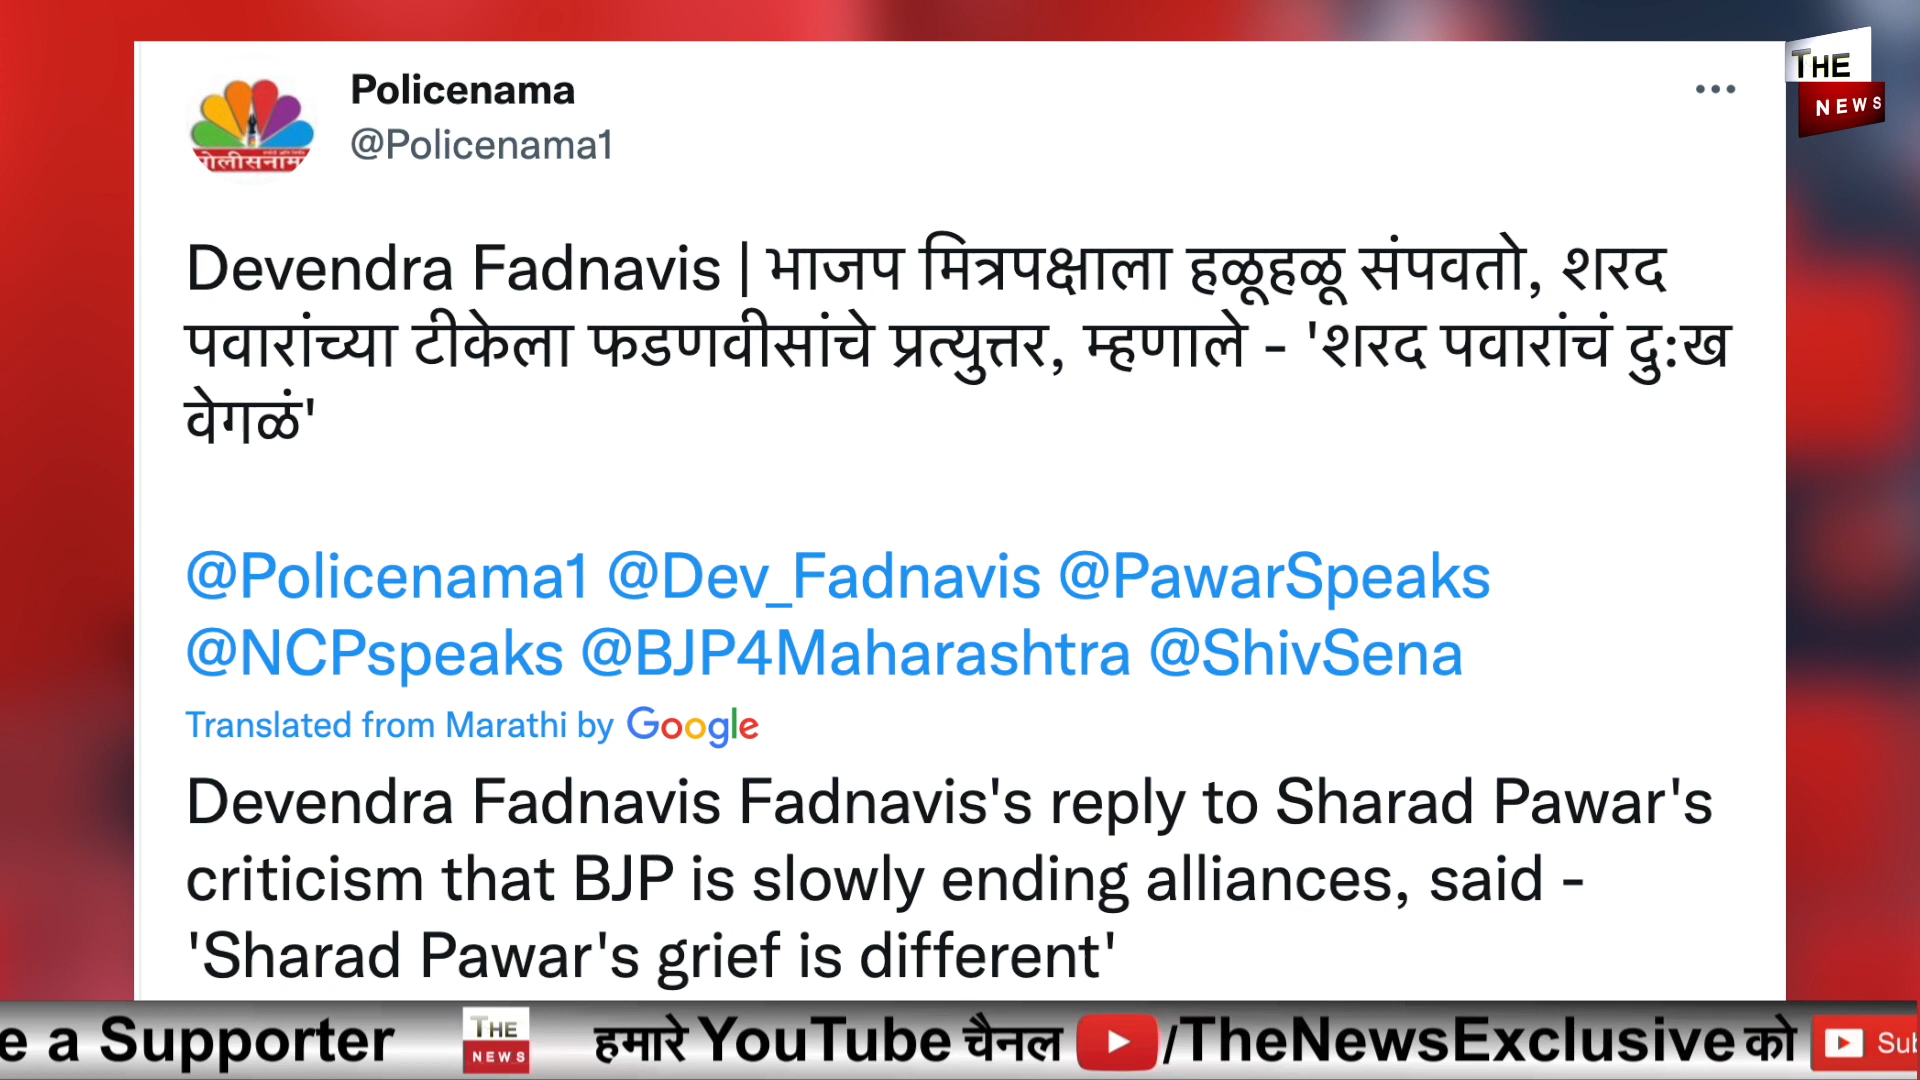 Policenama
@Policenama1
THE
NEWS
पोलीसनामा
Devendra Fadnavis | भाजप मित्रपक्षाला हळूहळू संपवतो, शरद
पवारांच्या टीकेला फडणवीसांचे प्रत्युत्तर, म्हणाले - 'शरद पवारांचं दु:ख
वेगळं'
@Policenama1 @Dev_Fadnavis @PawarSpeaks
@NCPspeaks @BJP4Maharashtra @ShivSena
Translated from Marathi by Google
Devendra Fadnavis Fadnavis's reply to Sharad Pawar's
criticism that BJP is slowly ending alliances, said -
'Sharad Pawar's grief is different'
e a Supporter THE NEWS हमारे YouTube चैनल /TheNewsExclusive को Sub